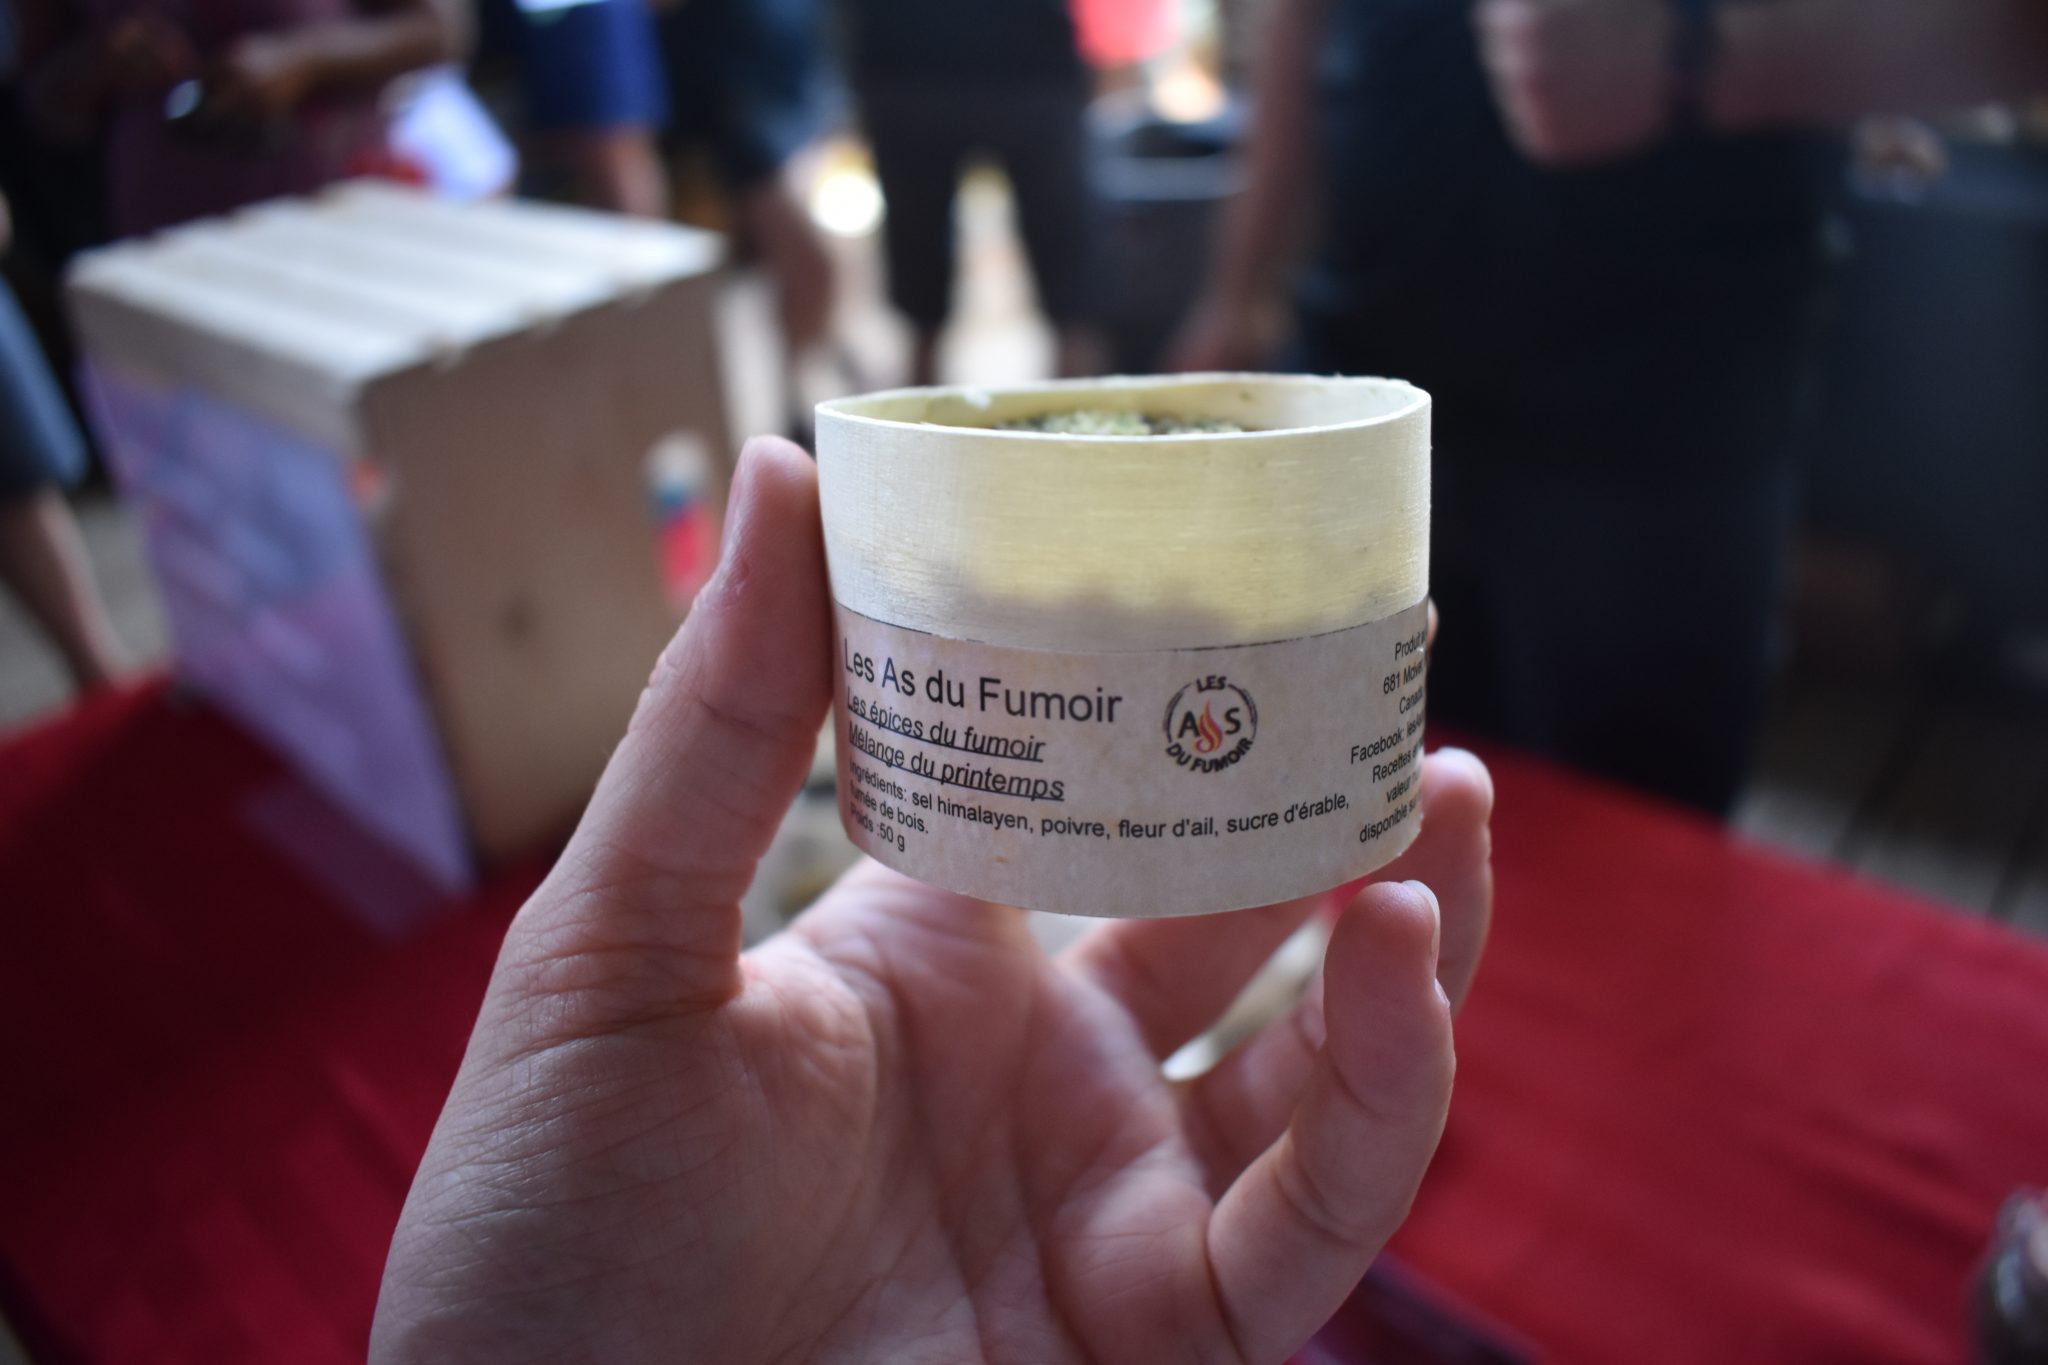 Les As du Fumoir
Les épices du fumoir
Mélange du printemps
Ingrédients: sel himalayen, poivre, fleur d'ail, sucre d'érable,
fumée de bois.
Poids :50 g
LES
AS
DU FUMOIR
Produit
681
Facebook:
Recettes
valeur
disponible